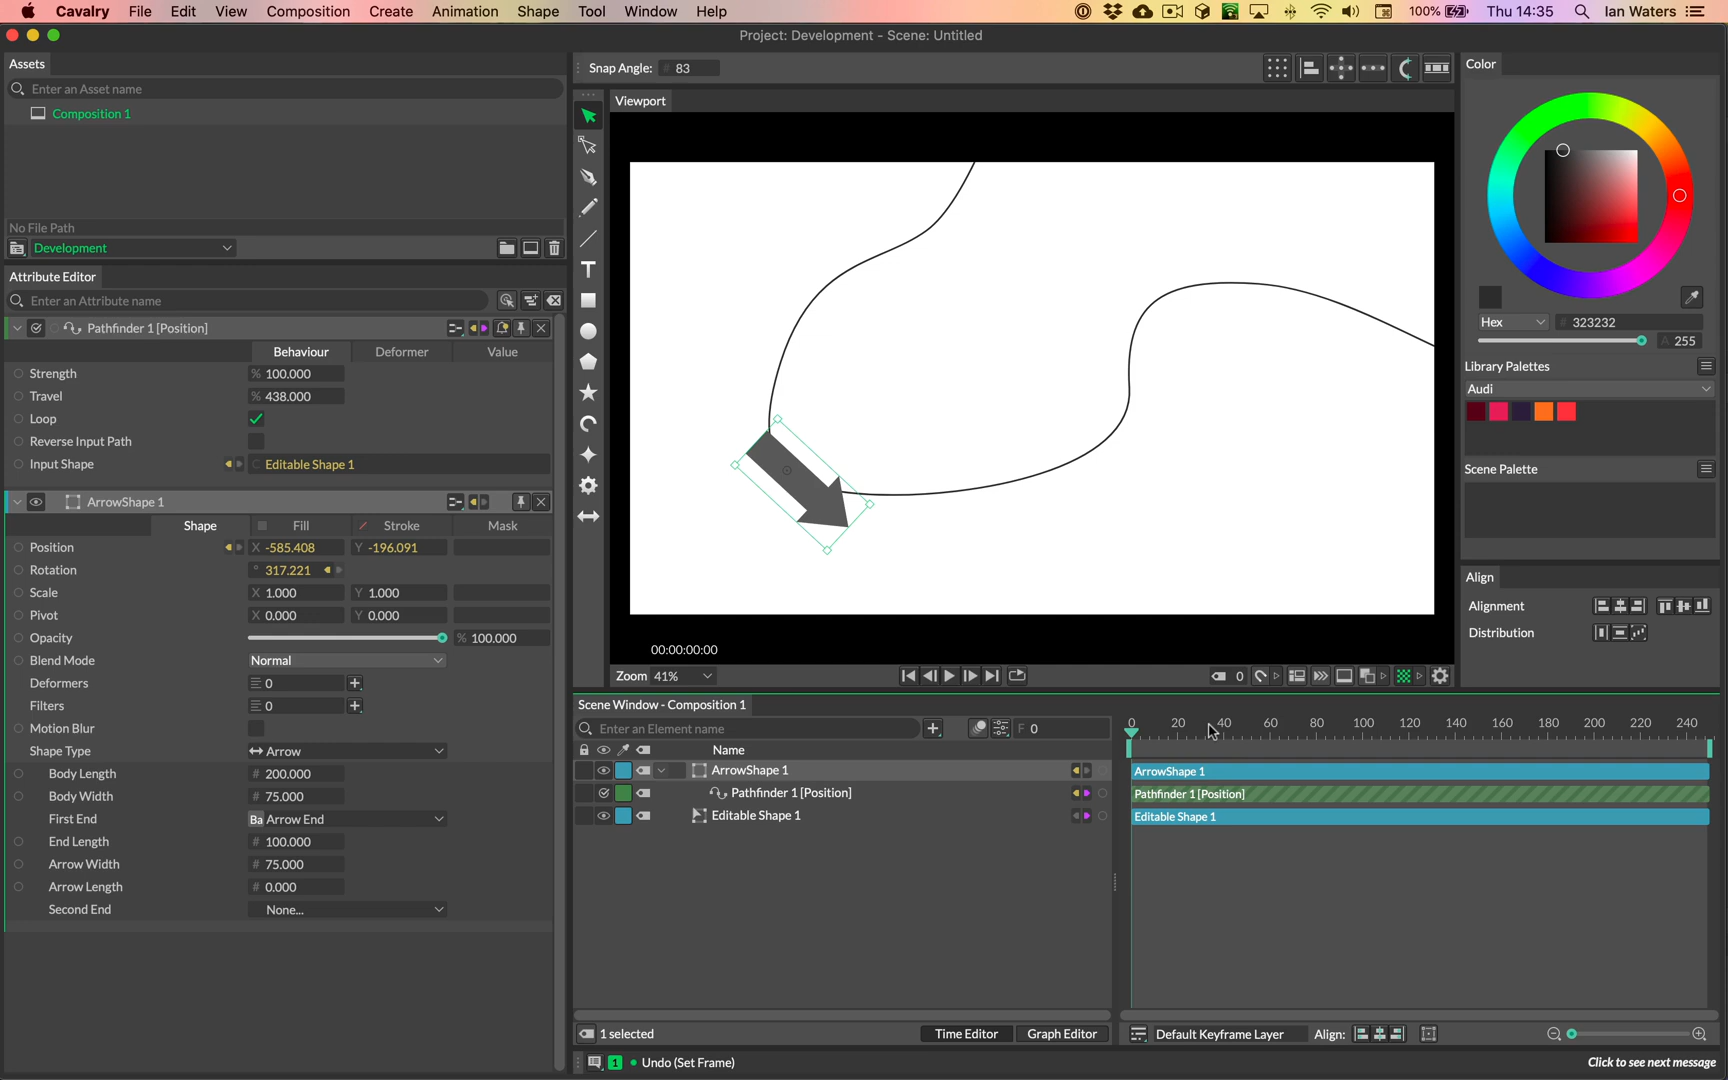 Cavalry File Edit View Composition Create Animation Shape Tool Window Help 100% Thu 14:35 Ian Waters
Project: Development - Scene: Untitled
Assets
Enter an Asset name
Composition 1
No File Path
Development
Attribute Editor
Enter an Attribute name
Pathfinder 1 [Position]
Behaviour Deformer Value
Strength % 100.000
Travel % 438.000
Loop
Reverse Input Path
Input Shape Editable Shape 1
ArrowShape 1
Shape Fill Stroke Mask
Position X -585.408 Y -196.091
Rotation ° 317.221
Scale X 1.000 Y 1.000
Pivot X 0.000 Y 0.000
Opacity % 100.000
Blend Mode Normal
Deformers 0
Filters 0
Motion Blur
Shape Type Arrow
Body Length # 200.000
Body Width # 75.000
First End Ba Arrow End
End Length # 100.000
Arrow Width # 75.000
Arrow Length # 0.000
Second End None...
Snap Angle: # 83
Viewport
00:00:00:00
Zoom 41% 0
Scene Window - Composition 1
Enter an Element name F 0
Name
ArrowShape 1
Pathfinder 1 [Position]
Editable Shape 1
0 20 40 60 80 100 120 140 160 180 200 220 240
ArrowShape 1
Pathfinder 1 [Position]
Editable Shape 1
1 selected Time Editor Graph Editor Default Keyframe Layer Align:
1 Undo (Set Frame) Click to see next message
Color
Hex # 323232
A 255
Library Palettes
Audi
Scene Palette
Align
Alignment
Distribution